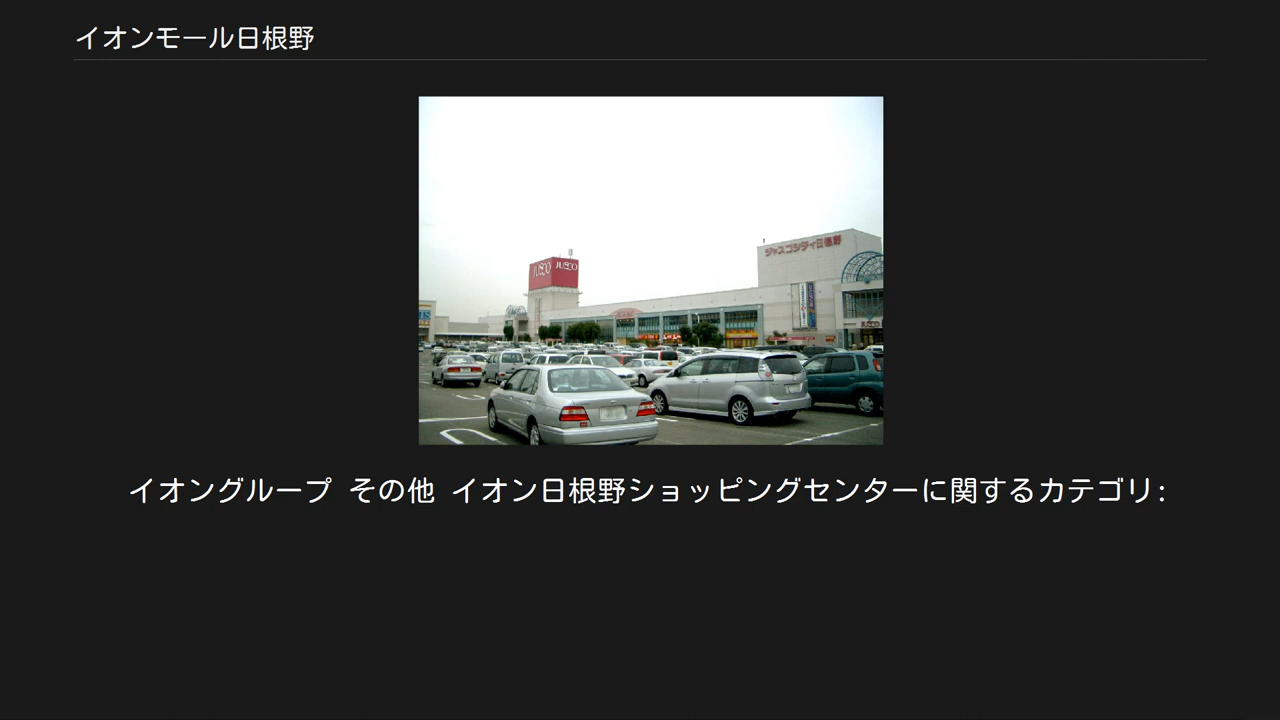 イオンモール日根野
JUSCO JUSCO
ジャスコシティ日根野
イオングループ その他 イオン日根野ショッピングセンターに関するカテゴリ: